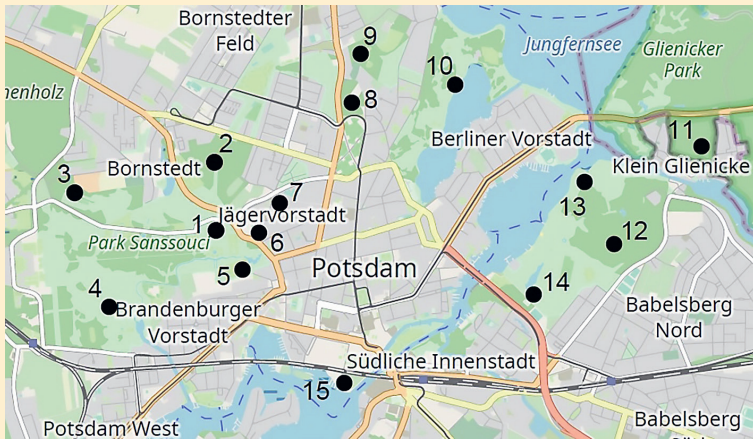 Bornstedter
Feld
9
Jungfernsee
Glienicker
Park
10
nenholz
8
Berliner Vorstadt
11
2
Bornstedt
Klein Glienicke
3
7
13
1
Jägervorstadt
Park Sanssouci
6
12
5
Potsdam
14
4
Brandenburger
Vorstadt
Babelsberg
Nord
Südliche Innenstadt
15
Potsdam West
Babelsberg